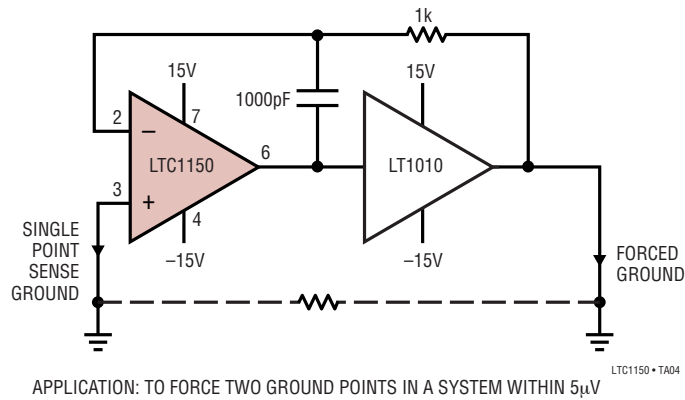 1k
15V
15V
1000pF
2
–
7
LTC1150
6
LT1010
3
+
4
–15V
–15V
SINGLE
POINT
SENSE
GROUND
FORCED
GROUND
LTC1150 • TA04
APPLICATION: TO FORCE TWO GROUND POINTS IN A SYSTEM WITHIN 5µV